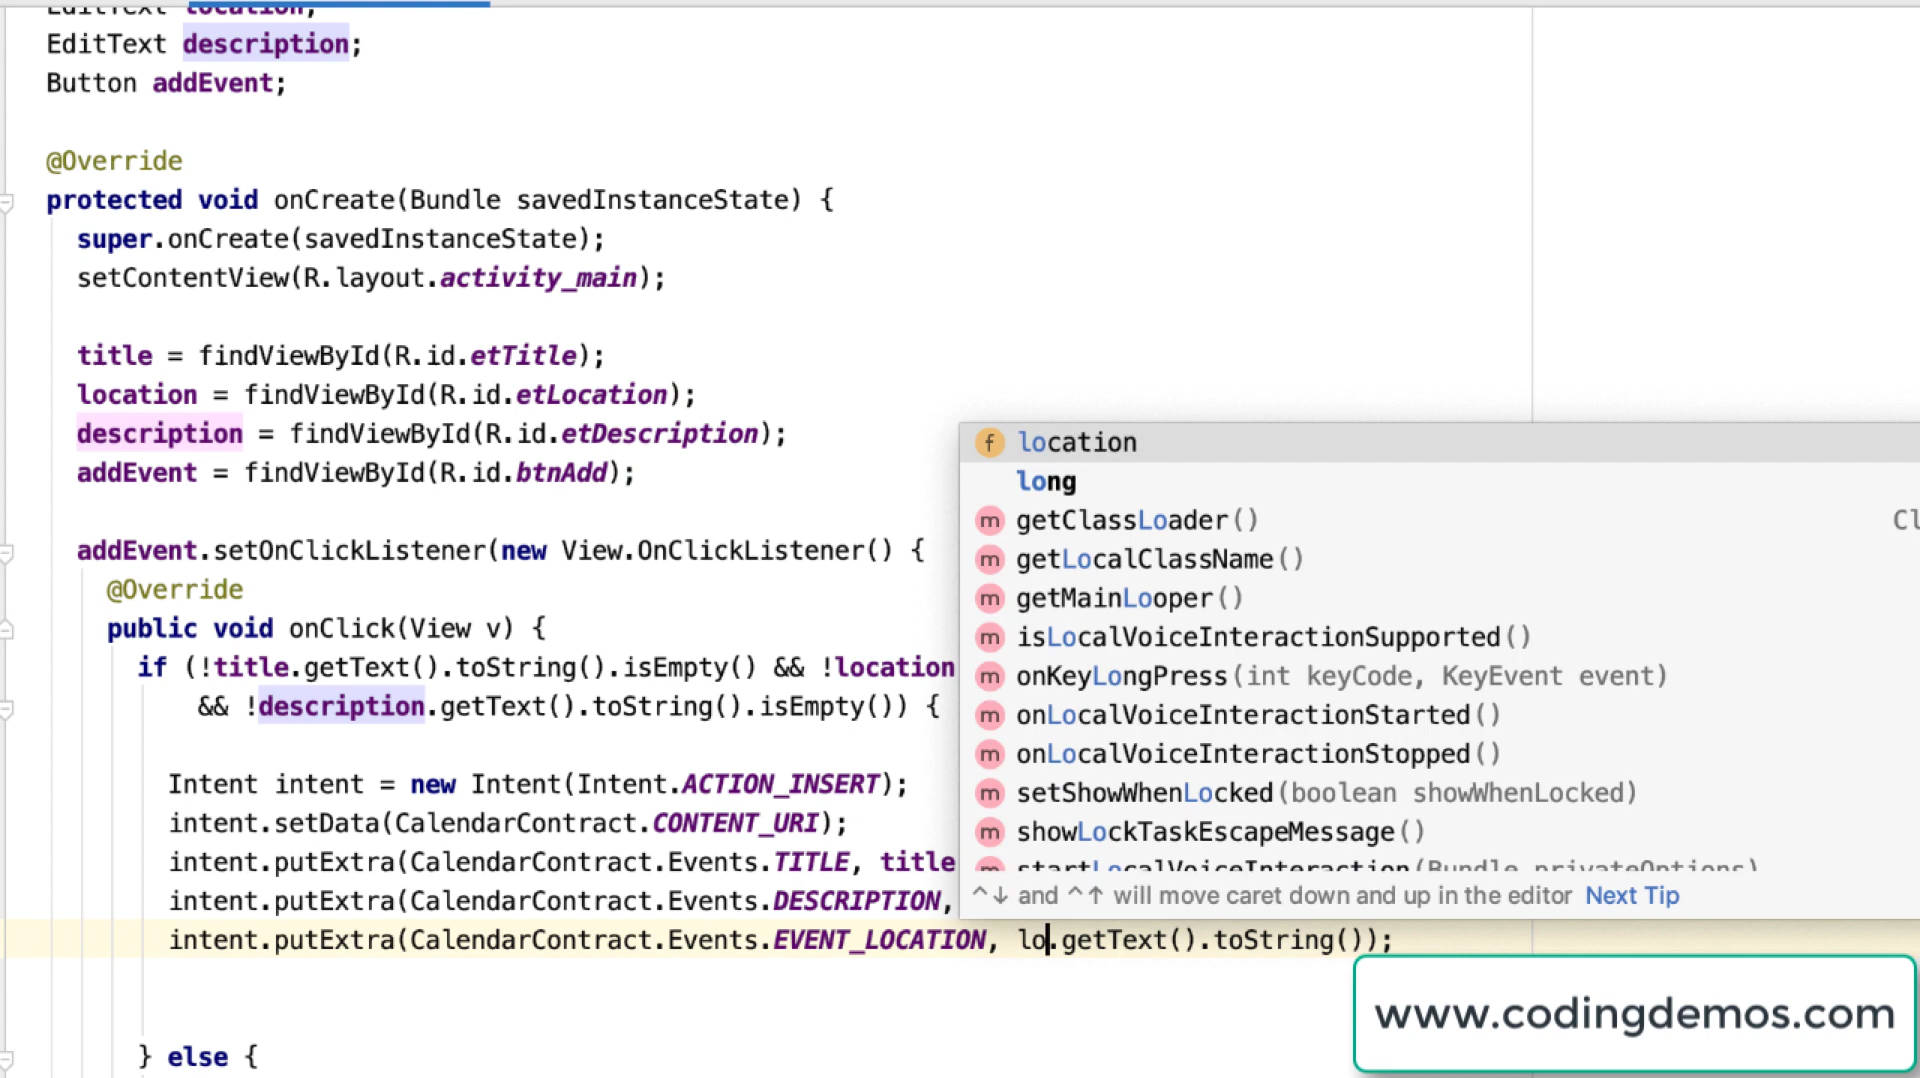 EditText location;
EditText description;
Button addEvent;
@Override
protected void onCreate(Bundle savedInstanceState) {
super.onCreate(savedInstanceState);
setContentView(R.layout.activity_main);
title = findViewById(R.id.etTitle);
location = findViewById(R.id.etLocation);
description = findViewById(R.id.etDescription);
addEvent = findViewById(R.id.btnAdd);
addEvent.setOnClickListener(new View.OnClickListener() {
@Override
public void onClick(View v) {
if (!title.getText().toString().isEmpty() && !location
&& !description.getText().toString().isEmpty()) {
Intent intent = new Intent(Intent.ACTION_INSERT);
intent.setData(CalendarContract.CONTENT_URI);
intent.putExtra(CalendarContract.Events.TITLE, title
intent.putExtra(CalendarContract.Events.DESCRIPTION,
intent.putExtra(CalendarContract.Events.EVENT_LOCATION, lo.getText().toString());
} else {
f location
long
m getClassLoader() Cl
m getLocalClassName()
m getMainLooper()
m isLocalVoiceInteractionSupported()
m onKeyLongPress(int keyCode, KeyEvent event)
m onLocalVoiceInteractionStarted()
m onLocalVoiceInteractionStopped()
m setShowWhenLocked(boolean showWhenLocked)
m showLockTaskEscapeMessage()
m startLocalVoiceInteraction(Bundle privateOptions)
^↓ and ^↑ will move caret down and up in the editor Next Tip
www.codingdemos.com